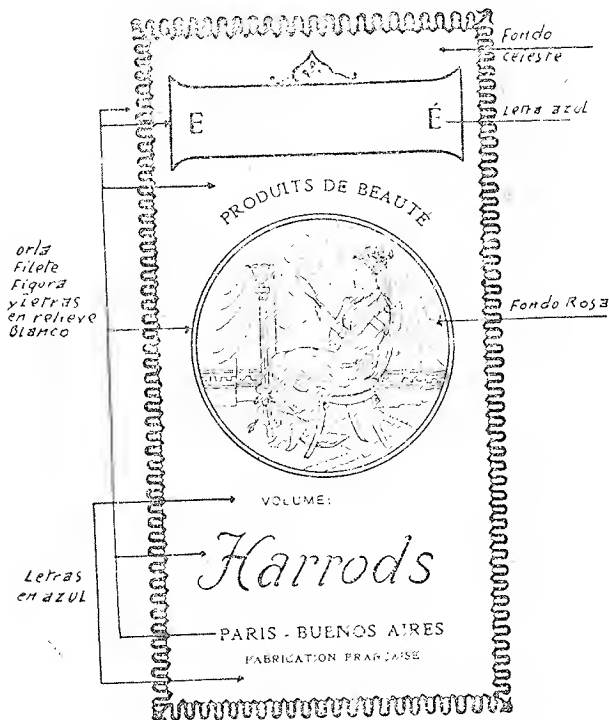 Fondo
celeste
E É
Letra azul
PRODUITS DE BEAUTÉ
orla
Filete
Figura
y Letras
en relieve
Blanco
Fondo Rosa
VOLUME:
Harrods
Letras
en azul
PARIS - BUENOS AIRES
FABRICATION FRANÇAISE